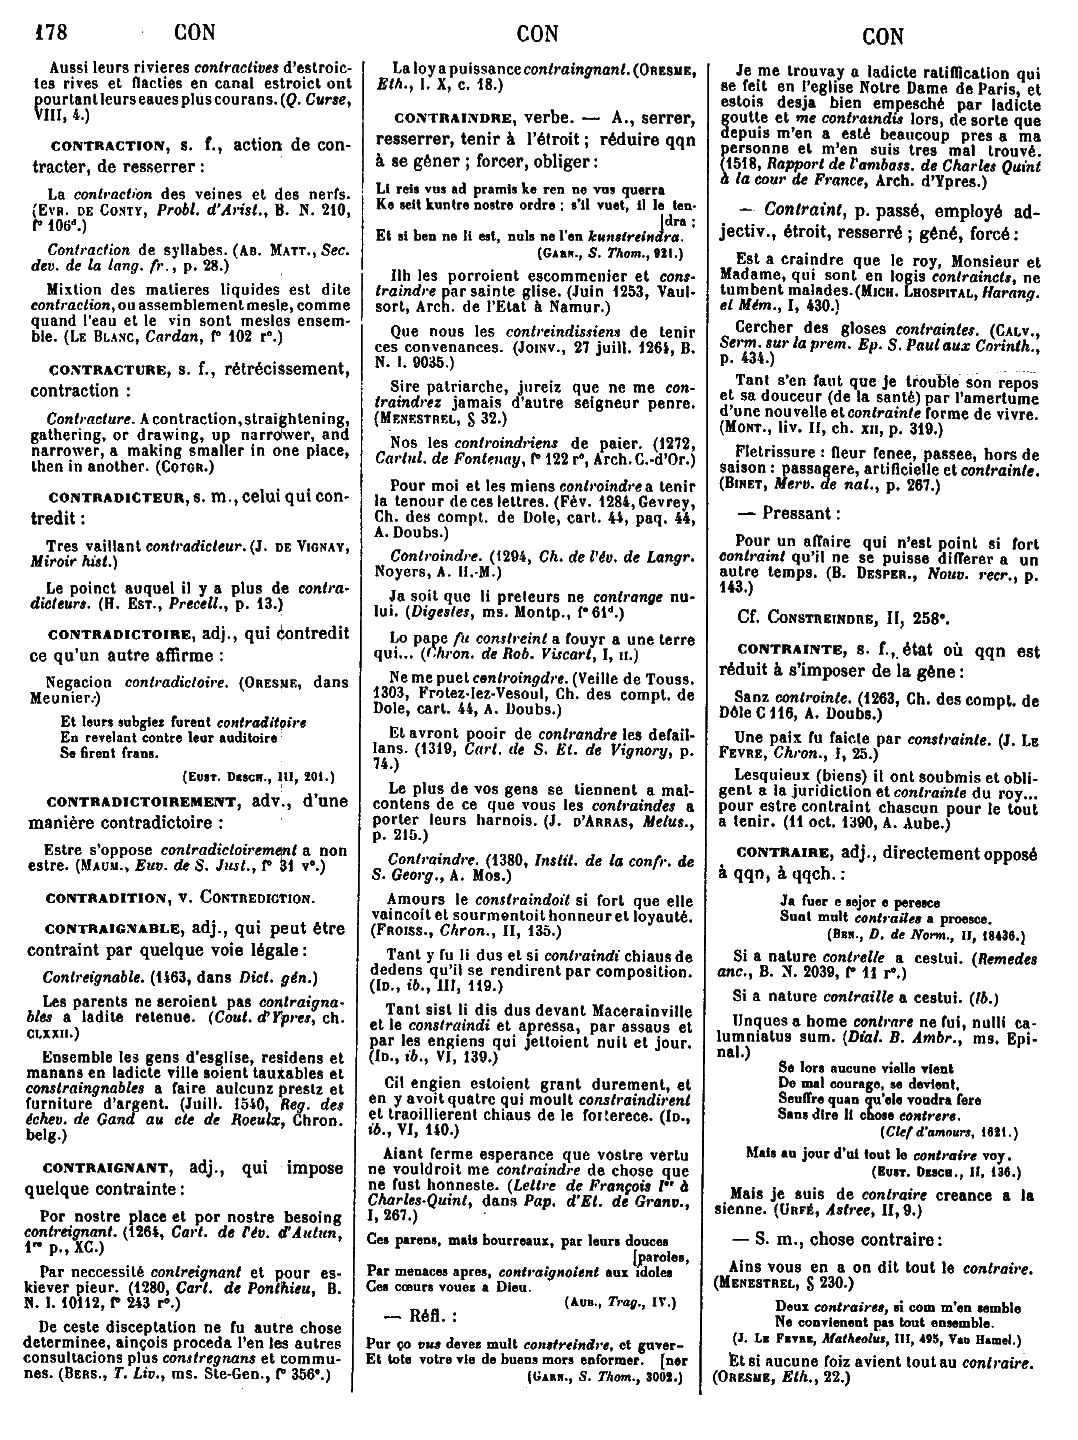 178 CON
CON
CON
Aussi leurs rivieres contractives d'estroic-
tes rives et flacties en canal estroict ont
pourtant leurs eaues plus courans. (Q. Curse,
VIII, 4.)
CONTRACTION, s. f., action de con-
tracter, de resserrer :
La contraction des veines et des nerfs.
(EVR. DE CONTY, Probl. d'Arist., B. N. 210,
f° 106d.)
Contraction de syllabes. (AB. MATT., Sec.
dev. de la lang. fr., p. 28.)
Mixtion des matieres liquides est dite
contraction, ou assemblement mesle, comme
quand l'eau et le vin sont mesles ensem-
ble. (LE BLANC, Cardan, f° 102 r°.)
CONTRACTURE, s. f., rétrécissement,
contraction :
Contracture. A contraction, straightening,
gathering, or drawing, up narrower, and
narrower, a making smaller in one place,
then in another. (COTGR.)
CONTRADICTEUR, s. m., celui qui con-
tredit :
Tres vaillant contradicteur. (J. DE VIGNAY,
Miroir hist.)
Le poinct auquel il y a plus de contra-
dicteurs. (H. EST., Precell., p. 13.)
CONTRADICTOIRE, adj., qui contredit
ce qu'un autre affirme :
Negacion contradictoire. (ORESME, dans
Meunier.)
Et leurs subgiez furent contraditoire
En revelant contre leur auditoire
Se firent frans.
(EUST. DESCH., III, 201.)
CONTRADICTOIREMENT, adv., d'une
manière contradictoire :
Estre s'oppose contradictoirement a non
estre. (MAUM., Euv. de S. Just., f° 31 v°.)
CONTRADITION, v. CONTREDICTION.
CONTRAIGNABLE, adj., qui peut être
contraint par quelque voie légale :
Contreignable. (1463, dans Dict. gén.)
Les parents ne seroient pas contraigna-
bles a ladite retenue. (Cout. d'Ypres, ch.
CLXXII.)
Ensemble les gens d'esglise, residens et
manans en ladicte ville soient tauxables et
constraingnables a faire aulcunz prestz et
furniture d'argent. (Juill. 1540, Reg. des
échev. de Gand au cte de Roeulx, Chron.
belg.)
CONTRAIGNANT, adj., qui impose
quelque contrainte :
Por nostre place et por nostre besoing
contreignant. (1264, Cart. de l'év. d'Autun,
1re p., XC.)
Par neccessité contreignant et pour es-
kiever pieur. (1280, Carl. de Ponthieu, B.
N. l. 10112, f° 243 r°.)
De ceste disceptation ne fu autre chose
determinee, ainçois proceda l'en les autres
consultacions plus constregnans et commu-
nes. (BERS., T. Liv., ms. Ste-Gen., f° 356c.)
La loy a puissance contraingnant. (ORESME,
Eth., l. X, c. 18.)
CONTRAINDRE, verbe. — A., serrer,
resserrer, tenir à l'étroit ; réduire qqn
à se gêner ; forcer, obliger :
Li reis vus ad pramis ke ren ne vus querra
Ke seit kuntre nostre ordre ; s'il vuet, il le ten-
[dra ;
Et si ben ne li est, nuls ne l'en kunstreindra.
(GARN., S. Thom., 921.)
Ilh les porroient escommenier et cons-
traindre par sainte glise. (Juin 1253, Vaul-
sort, Arch. de l'Etat à Namur.)
Que nous les contreindissiens de tenir
ces convenances. (JOINV., 27 juill. 1264, B.
N. l. 9035.)
Sire patriarche, jureiz que ne me con-
traindrez jamais d'autre seigneur penre.
(MENESTREL, § 32.)
Nos les controindriens de paier. (1272,
Cartul. de Fontenay, f° 122 r°, Arch. C.-d'Or.)
Pour moi et les miens controindre a tenir
la tenour de ces lettres. (Fév. 1284, Gevrey,
Ch. des compt. de Dole, cart. 44, paq. 44,
A. Doubs.)
Controindre. (1294, Ch. de l'év. de Langr.
Noyers, A. H.-M.)
Ja soit que li preteurs ne contrange nu-
lui. (Digestes, ms. Montp., f° 61d.)
Lo pape fu constreint a fouyr a une terre
qui... (Chron. de Rob. Viscart, I, II.)
Ne me puet centroingdre. (Veille de Touss.
1303, Frotez-lez-Vesoul, Ch. des compt. de
Dole, cart. 44, A. Doubs.)
Et avront pooir de contrandre les defail-
lans. (1319, Cart. de S. Et. de Vignory, p.
74.)
Le plus de vos gens se tiennent a mal-
contens de ce que vous les contraindes a
porter leurs harnois. (J. D'ARRAS, Melus.,
p. 215.)
Contraindre. (1380, Instit. de la confr. de
S. Georg., A. Mos.)
Amours le constraindoit si fort que elle
vaincoit et sourmentoit honneur et loyauté.
(FROISS., Chron., II, 135.)
Tant y fu li dus et si contraindi chiaus de
dedens qu'il se rendirent par composition.
(ID., ib., III, 119.)
Tant sist li dis dus devant Macerainville
et le constraindi et apressa, par assaus et
par les engiens qui jettoient nuit et jour.
(ID., ib., VI, 139.)
Cil engien estoient grant durement, et
en y avoit quatre qui moult constraindirent
et traoillierent chiaus de le forterece. (ID.,
ib., VI, 140.)
Aiant ferme esperance que vostre vertu
ne vouldroit me contraindre de chose que
ne fust honneste. (Lettre de François Ier à
Charles-Quint, dans Pap. d'Et. de Granv.,
I, 267.)
Ces parens, mais bourreaux, par leurs douces
[paroles,
Par menaces apres, contraignoient aux idoles
Ces cœurs vouez a Dieu.
(AUB., Trag., IV.)
— Réfl. :
Pur ço vus devez mult constreindre, et guver-
Et tote votre vie de buens mors enformer. [ner
(GARN., S. Thom., 3002.)
Je me trouvay a ladicte ratiffication qui
se feit en l'eglise Notre Dame de Paris, et
estois desja bien empesché par ladicte
goutte et me contraindis lors, de sorte que
depuis m'en a esté beaucoup pres a ma
personne et m'en suis tres mal trouvé.
(1518, Rapport de l'ambass. de Charles Quint
à la cour de France, Arch. d'Ypres.)
— Contraint, p. passé, employé ad-
jectiv., étroit, resserré ; gêné, forcé :
Est a craindre que le roy, Monsieur et
Madame, qui sont en logis contraincts, ne
tumbent malades. (MICH. LHOSPITAL, Harang.
et Mém., I, 430.)
Cercher des gloses contraintes. (CALV.,
Serm. sur la prem. Ep. S. Paul aux Corinth.,
p. 434.)
Tant s'en faut que je trouble son repos
et sa douceur (de la santé) par l'amertume
d'une nouvelle et contrainte forme de vivre.
(MONT., liv. II, ch. XII, p. 319.)
Fletrissure : fleur fenee, passee, hors de
saison : passagere, artificielle et contrainte.
(BINET, Merv. de nat., p. 267.)
— Pressant :
Pour un affaire qui n'est point si fort
contraint qu'il ne se puisse differer a un
autre temps. (B. DESPER., Nouv. recr., p.
143.)
Cf. CONSTREINDRE, II, 258c.
CONTRAINTE, s. f., état où qqn est
réduit à s'imposer de la gêne :
Sanz controinte. (1263, Ch. des compt. de
Dôle C 116, A. Doubs.)
Une paix fu faicte par constrainte. (J. LE
FEVRE, Chron., I, 25.)
Lesquieux (biens) il ont soubmis et obli-
gent a la juridiction et contrainte du roy...
pour estre contraint chascun pour le tout
a tenir. (11 oct. 1390, A. Aube.)
CONTRAIRE, adj., directement opposé
à qqn, à qqch. :
Ja fuer e sejor e peresce
Sunt mult contraites a proesce.
(BEN., D. de Norm., II, 18436.)
Si a nature contrelle a cestui. (Remedes
anc., B. N. 2039, f° 11 r°.)
Si a nature contraille a cestui. (Ib.)
Unques a home contrare ne fui, nulli ca-
lumniatus sum. (Dial. B. Ambr., ms. Epi-
nal.)
Se lors aucune vielle vient
De mal courage, se devient,
Seuffre quan qu'ele voudra fere
Sans dire li chose contrere.
(Clef d'amours, 1621.)
Mais au jour d'ui tout le contraire voy.
(EUST. DESCH., II, 136.)
Mais je suis de contraire creance a la
sienne. (URFÉ, Astree, II, 9.)
— S. m., chose contraire :
Ains vous en a on dit tout le contraire.
(MENESTREL, § 230.)
Deux contraires, si com m'en semble
Ne convienent pas tout ensemble.
(J. LE FEVRE, Matheolus, III, 495, Van Hamel.)
Et si aucune foiz avient tout au contraire.
(ORESME, Eth., 22.)